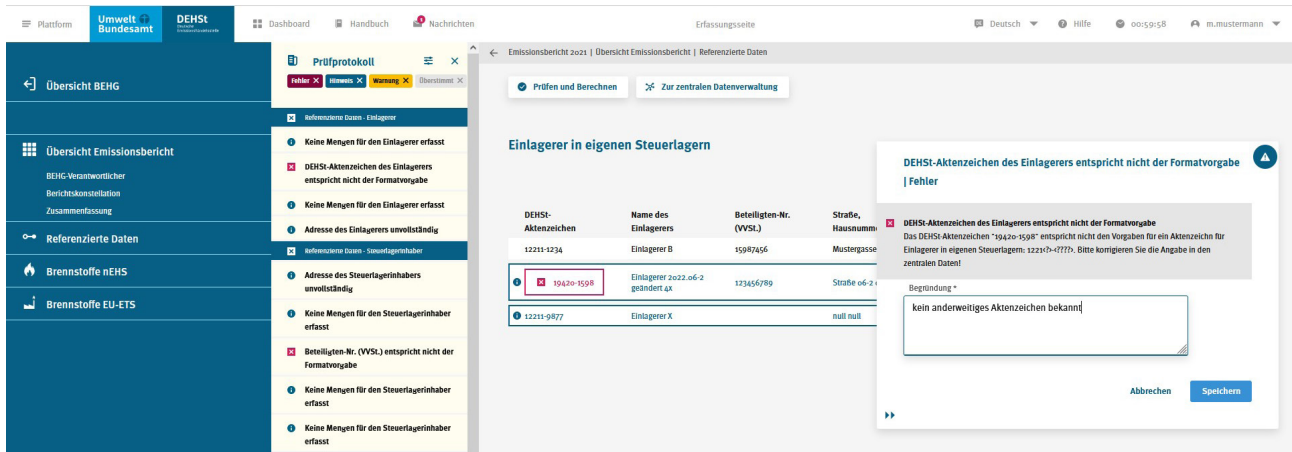 Plattform
Umwelt
Bundesamt
DEHSt
Deutsche
Emissionshandelsstelle
Dashboard
Handbuch
1
Nachrichten
Erfassungsseite
Deutsch
Hilfe
00:59:58
m.mustermann
Übersicht BEHG
Übersicht Emissionsbericht
BEHG-Verantwortlicher
Berichtskonstellation
Zusammenfassung
Referenzierte Daten
Brennstoffe nEHS
Brennstoffe EU-ETS
Prüfprotokoll
Fehler X Hinweis X Warnung X Überstimmt X
Referenzierte Daten - Einlagerer
Keine Mengen für den Einlagerer erfasst
DEHSt-Aktenzeichen des Einlagerers
entspricht nicht der Formatvorgabe
Keine Mengen für den Einlagerer erfasst
Adresse des Einlagerers unvollständig
Referenzierte Daten - Steuerlagerinhaber
Adresse des Steuerlagerinhabers
unvollständig
Keine Mengen für den Steuerlagerinhaber
erfasst
Beteiligten-Nr. (VVSt.) entspricht nicht der
Formatvorgabe
Keine Mengen für den Steuerlagerinhaber
erfasst
Keine Mengen für den Steuerlagerinhaber
erfasst
Emissionsbericht 2021 | Übersicht Emissionsbericht | Referenzierte Daten
Prüfen und Berechnen
Zur zentralen Datenverwaltung
Einlagerer in eigenen Steuerlagern
DEHSt-
Aktenzeichen
Name des
Einlagerers
Beteiligten-Nr.
(VVSt.)
Straße,
Hausnumme
12211-1234 Einlagerer B 15987456 Mustergasse
19420-1598 Einlagerer 2022.06-2
geändert 4x 123456789 Straße 06-2
12211-9877 Einlagerer X null null
DEHSt-Aktenzeichen des Einlagerers entspricht nicht der Formatvorgabe
| Fehler
DEHSt-Aktenzeichen des Einlagerers entspricht nicht der Formatvorgabe
Das DEHSt-Aktenzeichen "19420-1598" entspricht nicht den Vorgaben für ein Aktenzeichn für
Einlagerer in eigenen Steuerlagern: 1221<?>-<????>. Bitte korrigieren Sie die Angabe in den
zentralen Daten!
Begründung *
kein anderweitiges Aktenzeichen bekannt
Abbrechen
Speichern